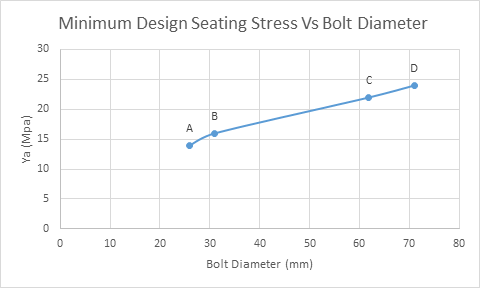 Minimum Design Seating Stress Vs Bolt Diameter
30
25
20
15
10
5
0
Ya (Mpa)
A
B
C
D
0 10 20 30 40 50 60 70 80
Bolt Diameter (mm)